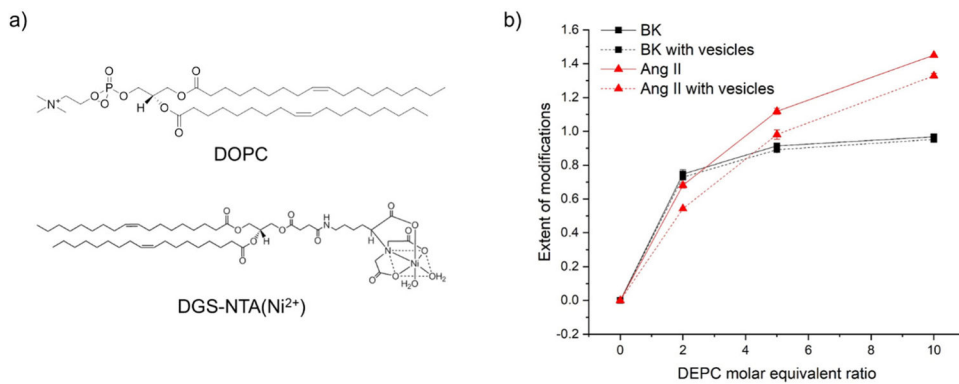 a)
O
P
O
O
O
O
N⁺
O⁻
H
O
O
O
DOPC
O
O
O
O
O
H
N
O
O
O
H
O
O
H
N
O
O
Ni
O
O
OH₂
H₂O
DGS-NTA(Ni²⁺)
b)
BK
BK with vesicles
Ang II
Ang II with vesicles
Extent of modifications
1.6
1.4
1.2
1.0
0.8
0.6
0.4
0.2
0.0
-0.2
0 2 4 6 8 10
DEPC molar equivalent ratio